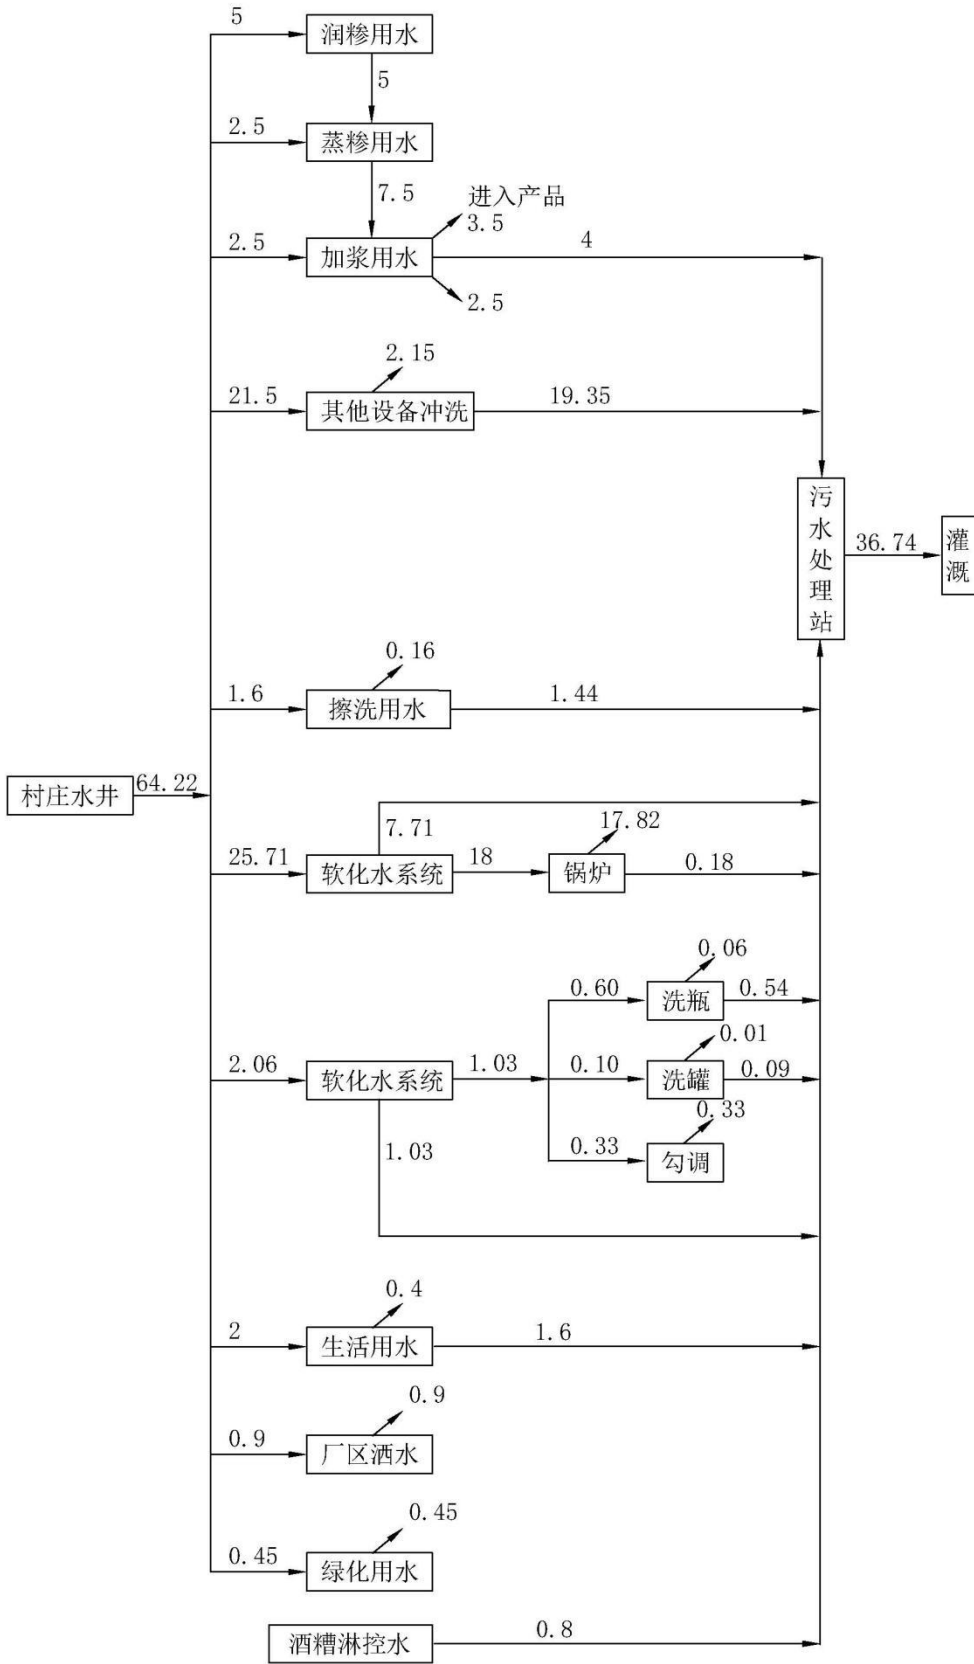 5
润糁用水
5
2.5
蒸糁用水
7.5
进入产品
3.5
2.5
加浆用水
4
2.5
2.15
21.5
其他设备冲洗
19.35
污水处理站
36.74
灌溉
0.16
1.6
擦洗用水
1.44
村庄水井
64.22
7.71
17.82
25.71
软化水系统
18
锅炉
0.18
0.06
0.60
洗瓶
0.54
0.01
2.06
软化水系统
1.03
0.10
洗罐
0.09
0.33
1.03
0.33
勾调
0.4
2
生活用水
1.6
0.9
0.9
厂区洒水
0.45
0.45
绿化用水
酒糟淋控水
0.8